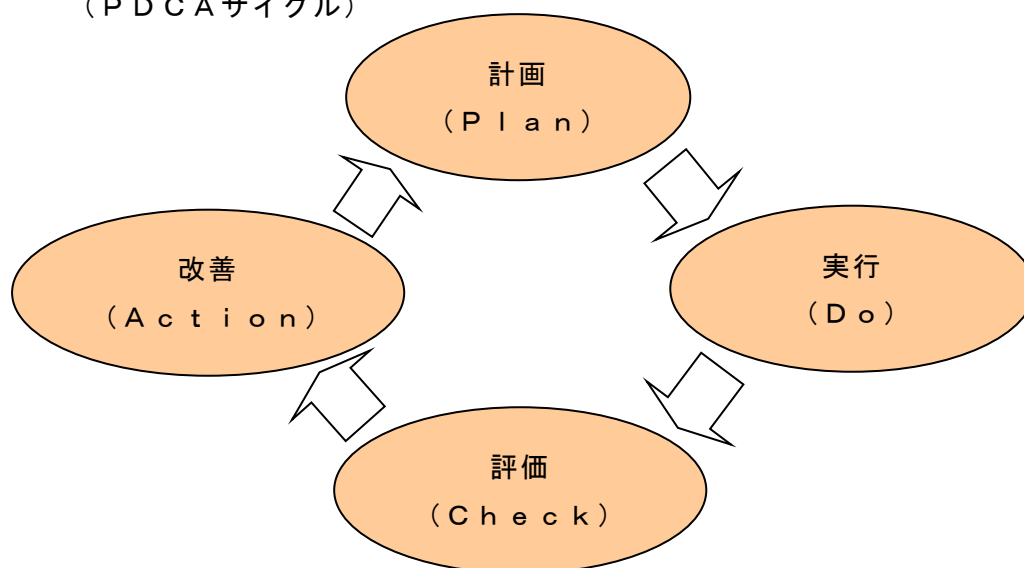 （ＰＤＣＡサイクル）
計画
（Ｐｌａｎ）
改善
（Ａｃｔｉｏｎ）
実行
（Ｄｏ）
評価
（Ｃｈｅｃｋ）